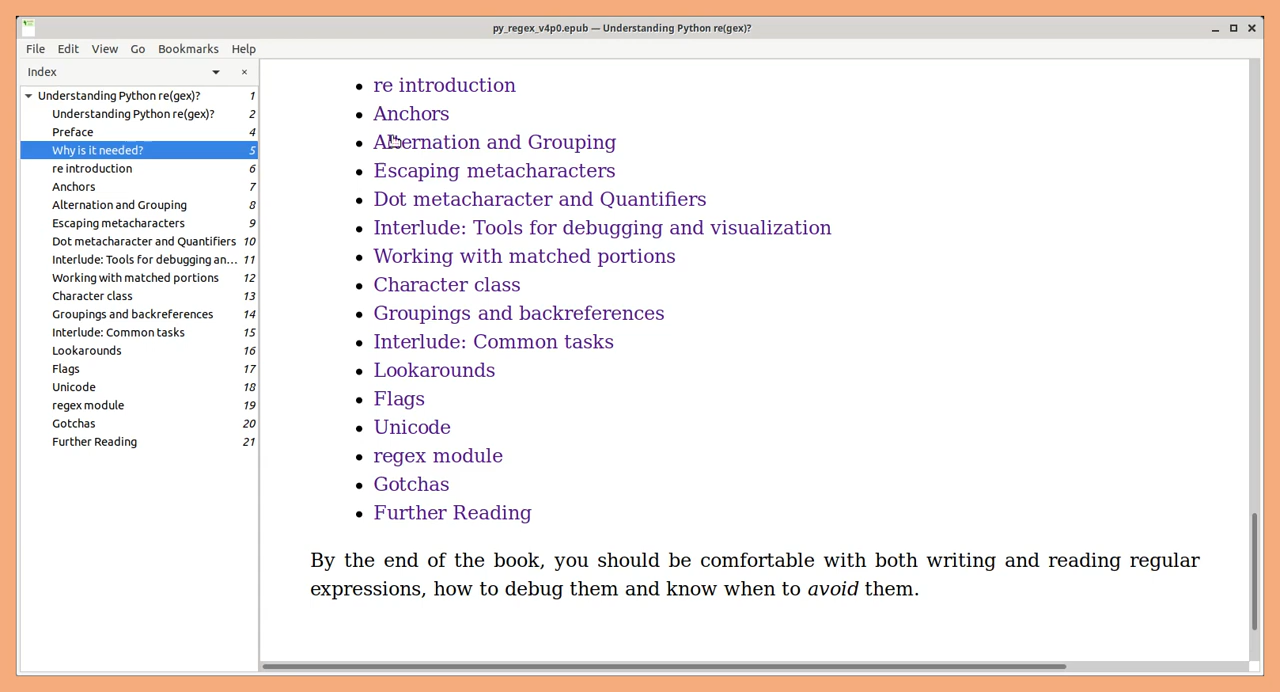 py_regex_v4p0.epub — Understanding Python re(gex)?
File Edit View Go Bookmarks Help
Index
Understanding Python re(gex)? 1
Understanding Python re(gex)? 2
Preface 4
Why is it needed? 5
re introduction 6
Anchors 7
Alternation and Grouping 8
Escaping metacharacters 9
Dot metacharacter and Quantifiers 10
Interlude: Tools for debugging an... 11
Working with matched portions 12
Character class 13
Groupings and backreferences 14
Interlude: Common tasks 15
Lookarounds 16
Flags 17
Unicode 18
regex module 19
Gotchas 20
Further Reading 21
• re introduction
• Anchors
• Alternation and Grouping
• Escaping metacharacters
• Dot metacharacter and Quantifiers
• Interlude: Tools for debugging and visualization
• Working with matched portions
• Character class
• Groupings and backreferences
• Interlude: Common tasks
• Lookarounds
• Flags
• Unicode
• regex module
• Gotchas
• Further Reading
By the end of the book, you should be comfortable with both writing and reading regular
expressions, how to debug them and know when to avoid them.